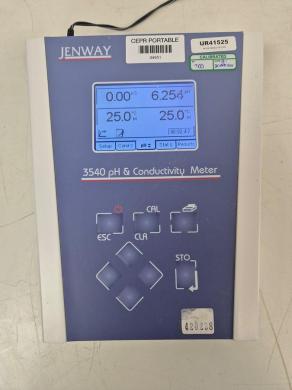 JENWAY
CEPR PORTABLE
UR41525
CALIBRATED
0.00 6.254
25.0 25.0
Setup Cond pH Results
3540 pH & Conductivity Meter
CAL
ESC CLR
STO